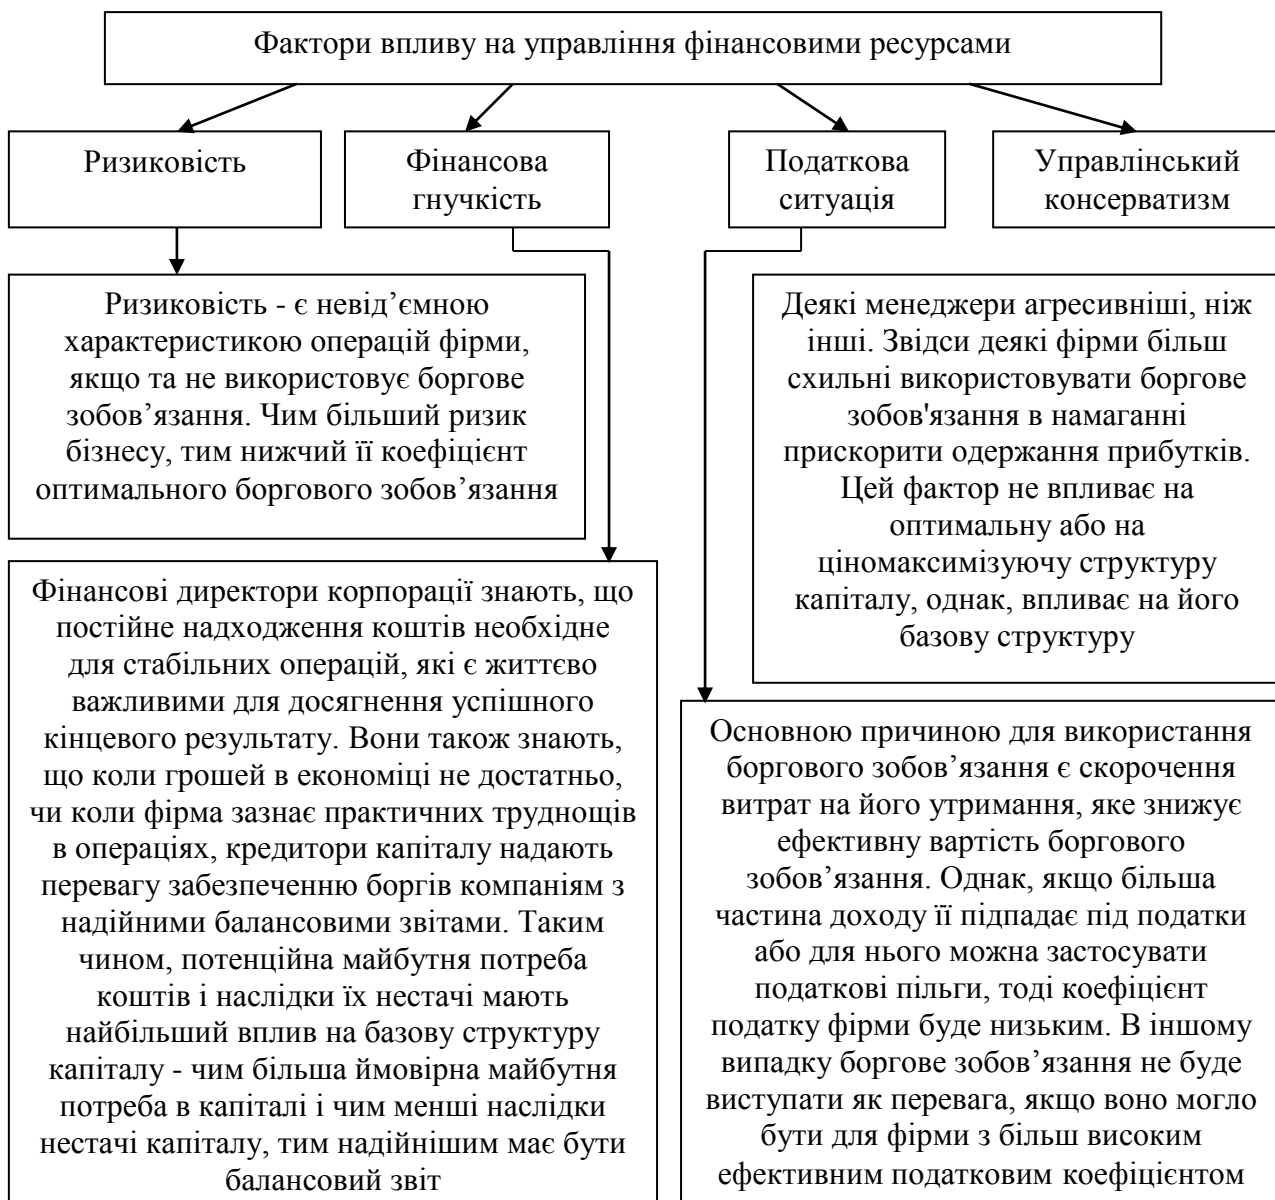 Фактори впливу на управління фінансовими ресурсами
Ризиковість
Фінансова
гнучкість
Податкова
ситуація
Управлінський
консерватизм
Ризиковість - є невід’ємною
характеристикою операцій фірми,
якщо та не використовує боргове
зобов’язання. Чим більший ризик
бізнесу, тим нижчий її коефіцієнт
оптимального боргового зобов’язання
Деякі менеджери агресивніші, ніж
інші. Звідси деякі фірми більш
схильні використовувати боргове
зобов'язання в намаганні
прискорити одержання прибутків.
Цей фактор не впливає на
оптимальну або на
ціномаксимізуючу структуру
капіталу, однак, впливає на його
базову структуру
Фінансові директори корпорації знають, що
постійне надходження коштів необхідне
для стабільних операцій, які є життєво
важливими для досягнення успішного
кінцевого результату. Вони також знають,
що коли грошей в економіці не достатньо,
чи коли фірма зазнає практичних труднощів
в операціях, кредитори капіталу надають
перевагу забезпеченню боргів компаніям з
надійними балансовими звітами. Таким
чином, потенційна майбутня потреба
коштів і наслідки їх нестачі мають
найбільший вплив на базову структуру
капіталу - чим більша ймовірна майбутня
потреба в капіталі і чим менші наслідки
нестачі капіталу, тим надійнішим має бути
балансовий звіт
Основною причиною для використання
боргового зобов’язання є скорочення
витрат на його утримання, яке знижує
ефективну вартість боргового
зобов’язання. Однак, якщо більша
частина доходу її підпадає під податки
або для нього можна застосувати
податкові пільги, тоді коефіцієнт
податку фірми буде низьким. В іншому
випадку боргове зобов’язання не буде
виступати як перевага, якщо воно могло
бути для фірми з більш високим
ефективним податковим коефіцієнтом